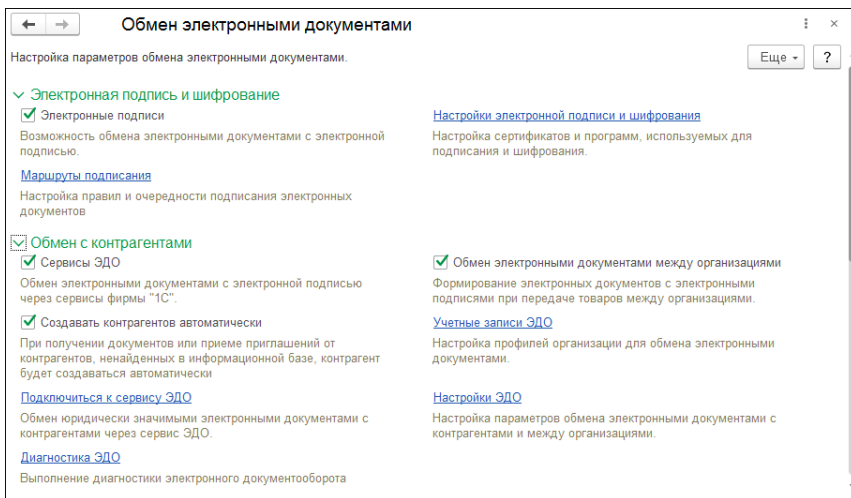 Обмен электронными документами
Настройка параметров обмена электронными документами.
Еще
?
Электронная подпись и шифрование
Электронные подписи
Возможность обмена электронными документами с электронной
подписью.
Настройки электронной подписи и шифрования
Настройка сертификатов и программ, используемых для
подписания и шифрования.
Маршруты подписания
Настройка правил и очередности подписания электронных
документов
Обмен с контрагентами
Сервисы ЭДО
Обмен электронными документами с электронной подписью
через сервисы фирмы "1С".
Обмен электронными документами между организациями
Формирование электронных документов с электронными
подписями при передаче товаров между организациями.
Создавать контрагентов автоматически
При получении документов или приеме приглашений от
контрагентов, ненайденных в информационной базе, контрагент
будет создаваться автоматически
Учетные записи ЭДО
Настройка профилей организации для обмена электронными
документами.
Подключиться к сервису ЭДО
Обмен юридически значимыми электронными документами с
контрагентами через сервис ЭДО.
Настройки ЭДО
Настройка параметров обмена электронными документами с
контрагентами и между организациями.
Диагностика ЭДО
Выполнение диагностики электронного документооборота